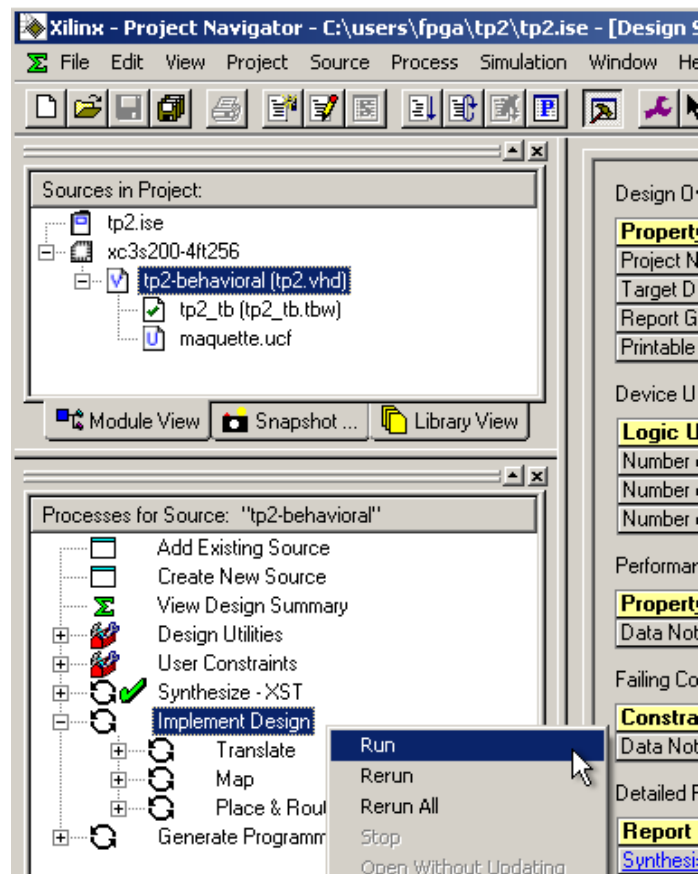 Xilinx - Project Navigator - C:\users\fpga\tp2\tp2.ise - [Design
File Edit View Project Source Process Simulation Window
Sources in Project:
tp2.ise
xc3s200-4ft256
tp2-behavioral (tp2.vhd)
tp2_tb (tp2_tb.tbw)
maquette.ucf
Module View Snapshot ... Library View
Processes for Source: "tp2-behavioral"
Add Existing Source
Create New Source
View Design Summary
Design Utilities
User Constraints
Synthesize - XST
Implement Design
Translate
Map
Place & Rou
Generate Programm
Run
Rerun
Rerun All
Stop
Open Without Updating
Design O
Property
Project N
Target D
Report G
Printable
Device U
Logic U
Number
Number
Number
Performan
Property
Data Not
Failing Co
Constra
Data Not
Detailed
Report
Synthesi